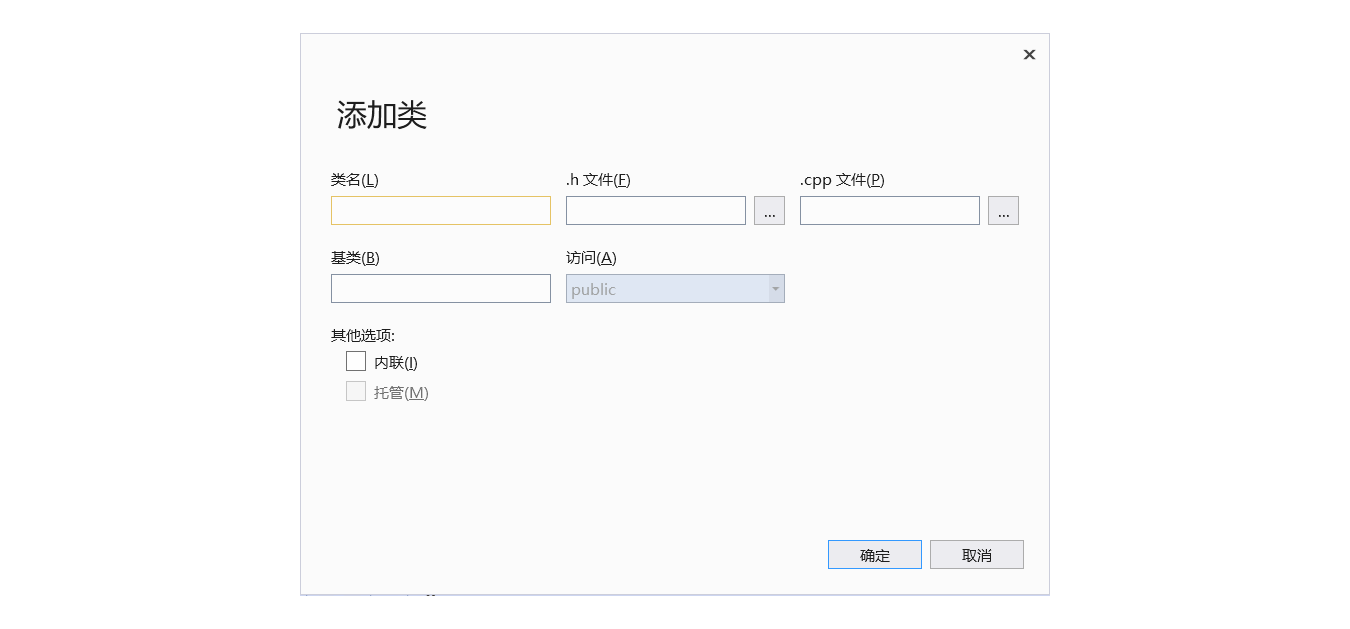 添加类
类名(L) .h 文件(F) .cpp 文件(P)
... ...
基类(B) 访问(A)
public
其他选项:
内联(I)
托管(M)
确定 取消